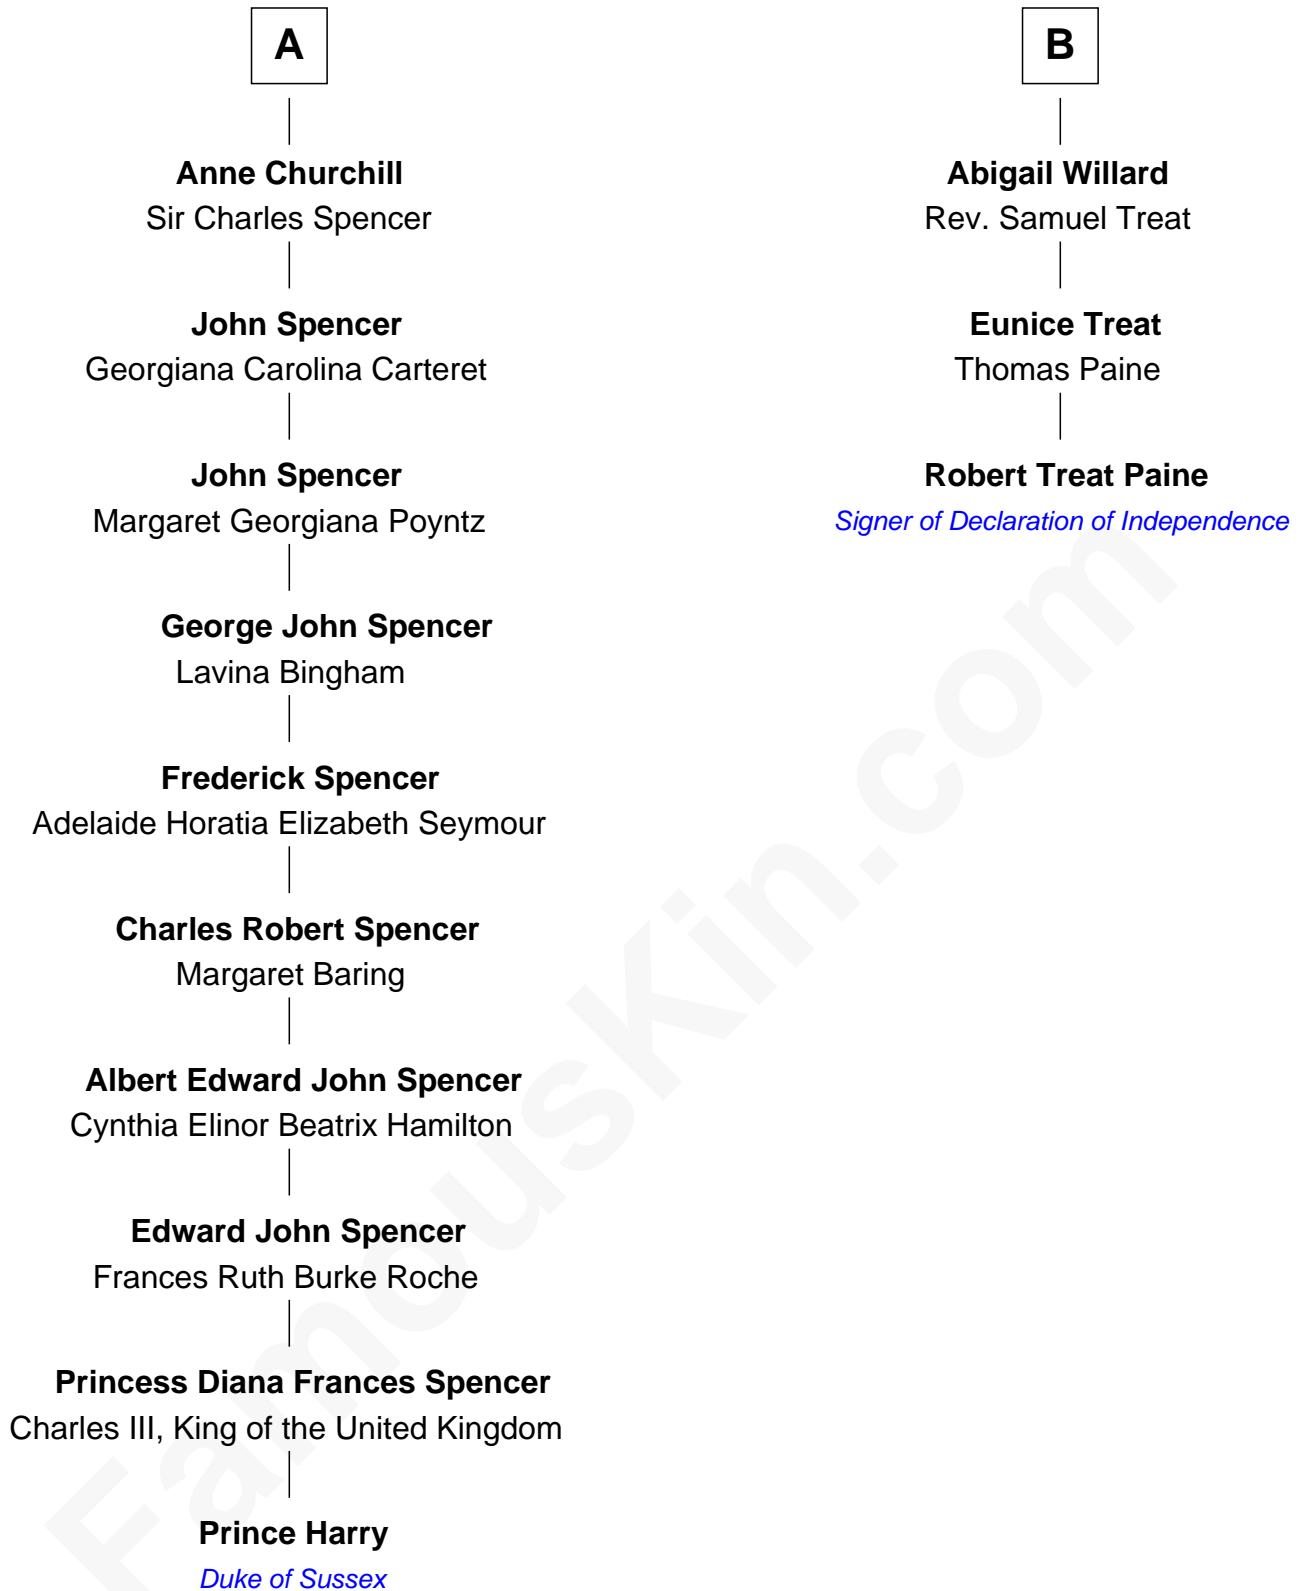 A
Anne Churchill
Sir Charles Spencer
John Spencer
Georgiana Carolina Carteret
John Spencer
Margaret Georgiana Poyntz
George John Spencer
Lavina Bingham
Frederick Spencer
Adelaide Horatia Elizabeth Seymour
Charles Robert Spencer
Margaret Baring
Albert Edward John Spencer
Cynthia Elinor Beatrix Hamilton
Edward John Spencer
Frances Ruth Burke Roche
Princess Diana Frances Spencer
Charles III, King of the United Kingdom
Prince Harry
Duke of Sussex
B
Abigail Willard
Rev. Samuel Treat
Eunice Treat
Thomas Paine
Robert Treat Paine
Signer of Declaration of Independence
FamousKin.com